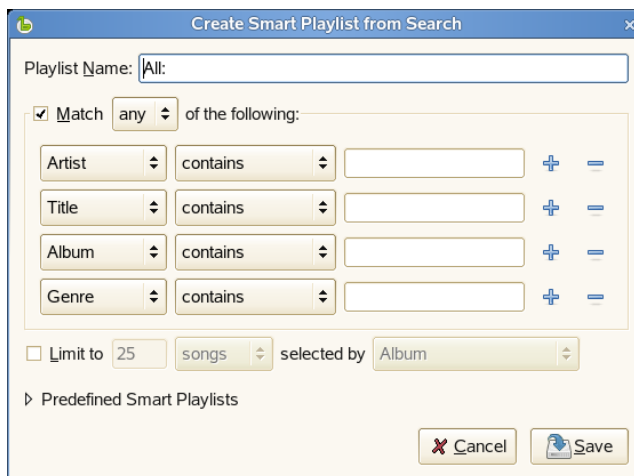 Create Smart Playlist from Search
Playlist Name: All:
Match any of the following:
Artist contains
Title contains
Album contains
Genre contains
Limit to 25 songs selected by Album
Predefined Smart Playlists
Cancel Save